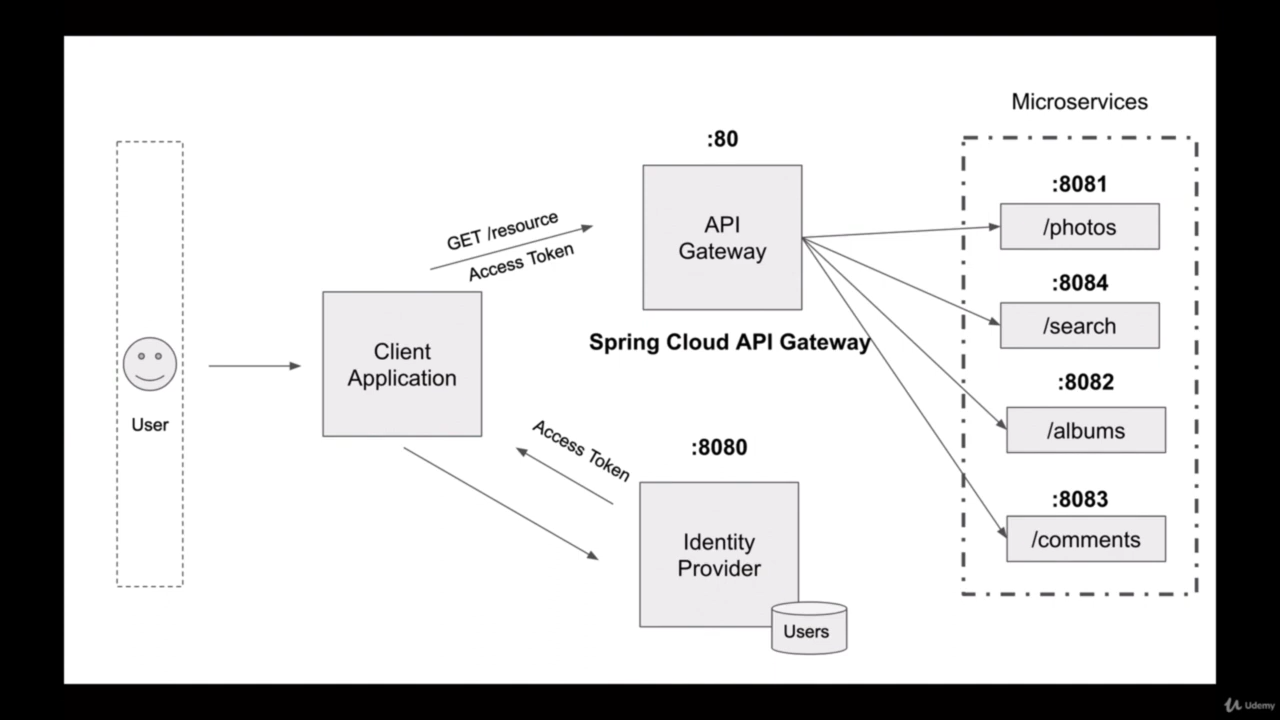 Microservices
:80
:8081
API
Gateway
/photos
GET /resource
Access Token
:8084
/search
Spring Cloud API Gateway
Client
Application
:8082
/albums
User
Access Token
:8080
:8083
/comments
Identity
Provider
Users
Udemy